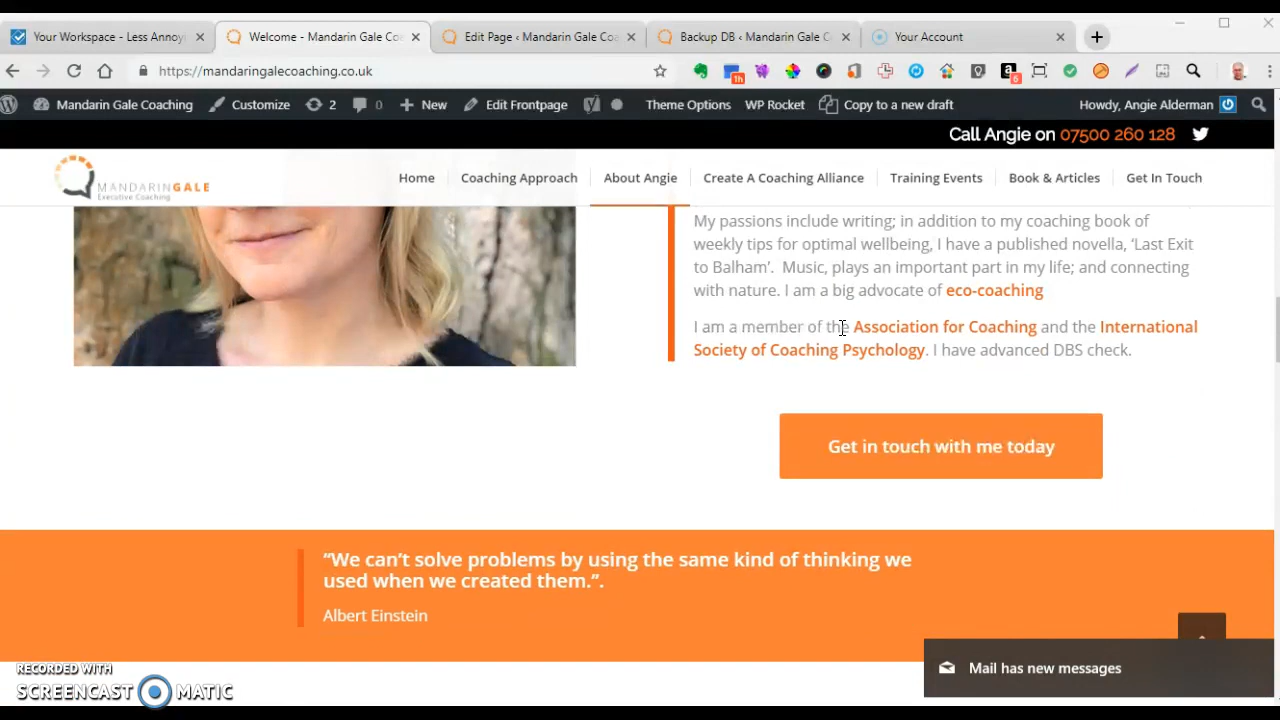 Your Workspace - Less Annoyi
Welcome - Mandarin Gale Co
Edit Page ‹ Mandarin Gale Coa
Backup DB ‹ Mandarin Gale C
Your Account
https://mandaringalecoaching.co.uk
1h
6
Mandarin Gale Coaching
Customize
2
0
New
Edit Frontpage
Theme Options
WP Rocket
Copy to a new draft
Howdy, Angie Alderman
Call Angie on 07500 260 128
MANDARINGALE
Executive Coaching
Home
Coaching Approach
About Angie
Create A Coaching Alliance
Training Events
Book & Articles
Get In Touch
My passions include writing; in addition to my coaching book of
weekly tips for optimal wellbeing, I have a published novella, ‘Last Exit
to Balham’. Music, plays an important part in my life; and connecting
with nature. I am a big advocate of eco-coaching
I am a member of the Association for Coaching and the International
Society of Coaching Psychology. I have advanced DBS check.
Get in touch with me today
“We can’t solve problems by using the same kind of thinking we
used when we created them.”.
Albert Einstein
Mail has new messages
RECORDED WITH
SCREENCAST MATIC